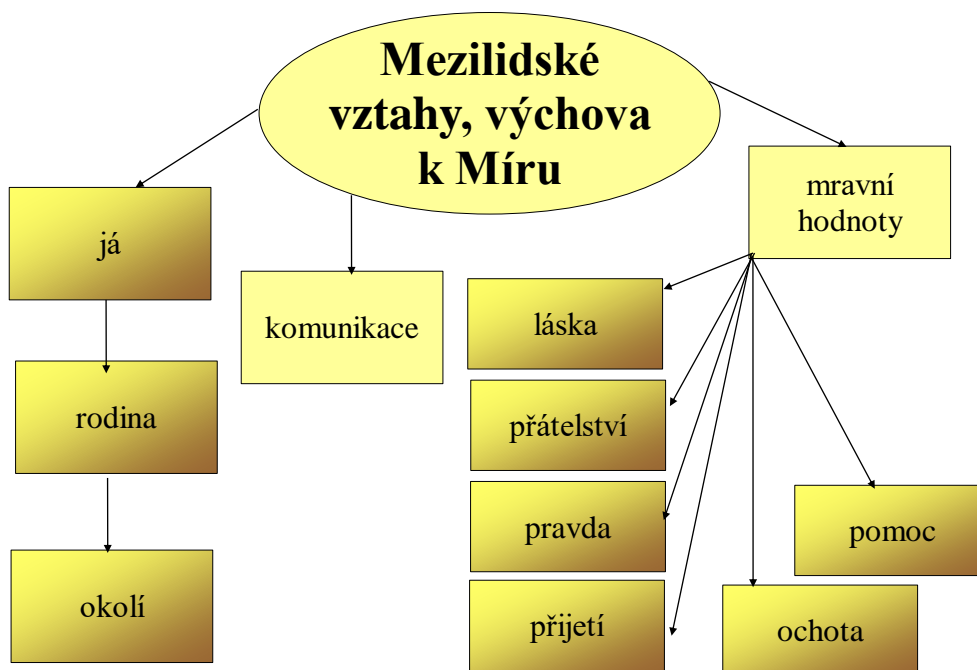 Mezilidské
vztahy, výchova
k Míru
já
rodina
okolí
komunikace
mravní
hodnoty
láska
přátelství
pravda
přijetí
ochota
pomoc